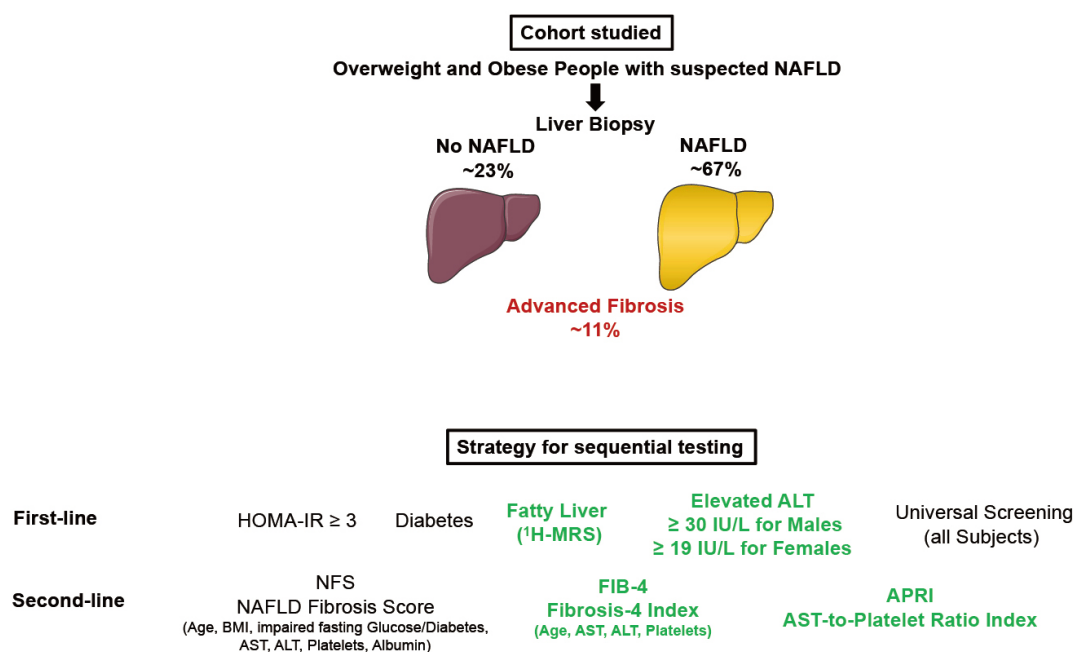 Cohort studied
Overweight and Obese People with suspected NAFLD
Liver Biopsy
No NAFLD
~23%
NAFLD
~67%
Advanced Fibrosis
~11%
Strategy for sequential testing
First-line
HOMA-IR ≥ 3
Diabetes
Fatty Liver
(¹H-MRS)
Elevated ALT
≥ 30 IU/L for Males
≥ 19 IU/L for Females
Universal Screening
(all Subjects)
Second-line
NFS
NAFLD Fibrosis Score
(Age, BMI, impaired fasting Glucose/Diabetes,
AST, ALT, Platelets, Albumin)
FIB-4
Fibrosis-4 Index
(Age, AST, ALT, Platelets)
APRI
AST-to-Platelet Ratio Index